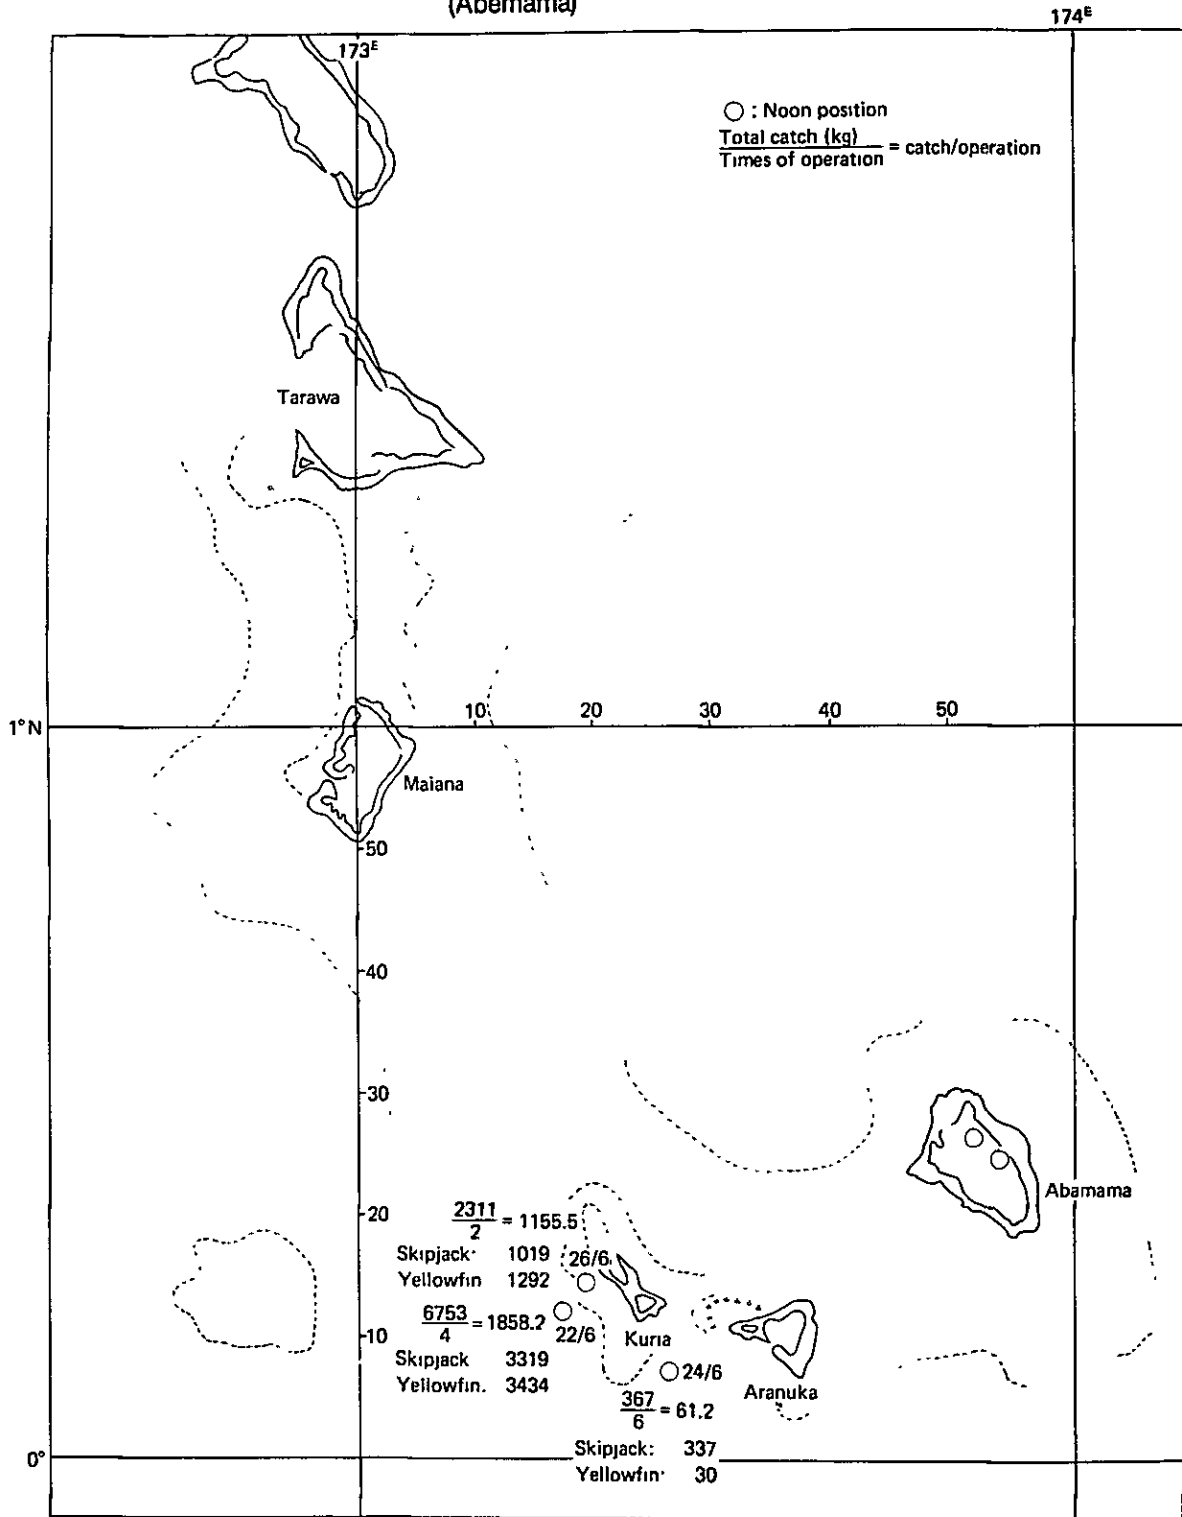 (Abemama)
174E
173E
○ : Noon position
Total catch (kg)
Times of operation = catch/operation
Tarawa
1° N
10
20
30
40
50
Maiana
50
40
30
Abamama
20
2311
2 = 1155.5
Skipjack: 1019
26/6
Yellowfin 1292
6753
4 = 1858.2
22/6
10
Kuria
Skipjack 3319
24/6
Yellowfin. 3434
Aranuka
367
6 = 61.2
Skipjack: 337
Yellowfin: 30
0°